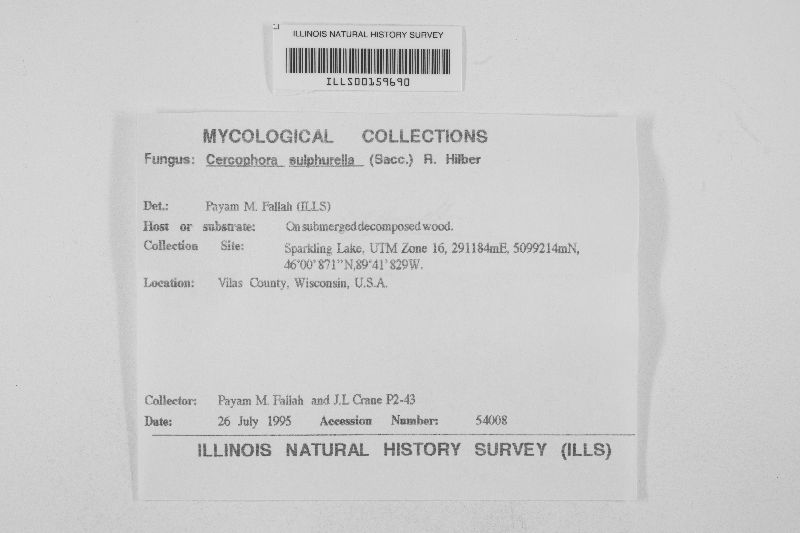 ILLINOIS NATURAL HISTORY SURVEY
ILLS00159690
MYCOLOGICAL COLLECTIONS
Fungus: Cercophora sulphurella (Sacc.) R. Hilber
Det.: Payam M. Fallah (ILLS)
Host or substrate: On submerged decomposed wood.
Collection Site: Sparkling Lake, UTM Zone 16, 291184mE, 5099214mN,
46°00'871"N,89°41'829W.
Location: Vilas County, Wisconsin, U.S.A.
Collector: Payam M. Fallah and J.L Crane P2-43
Date: 26 July 1995 Accession Number: 54008
ILLINOIS NATURAL HISTORY SURVEY (ILLS)